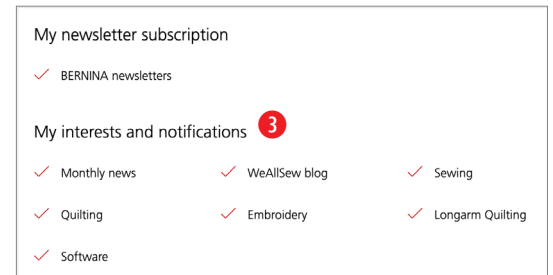 My newsletter subscription
BERNINA newsletters
My interests and notifications 3
Monthly news WeAllSew blog Sewing
Quilting Embroidery Longarm Quilting
Software